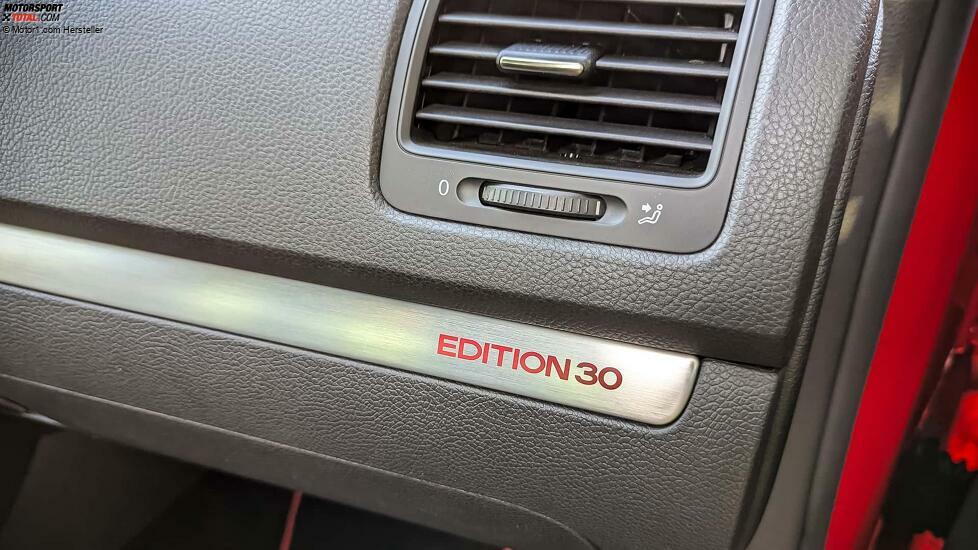 MOTORSPORT
TOTAL.COM
© Motor1.com Hersteller
0
EDITION 30